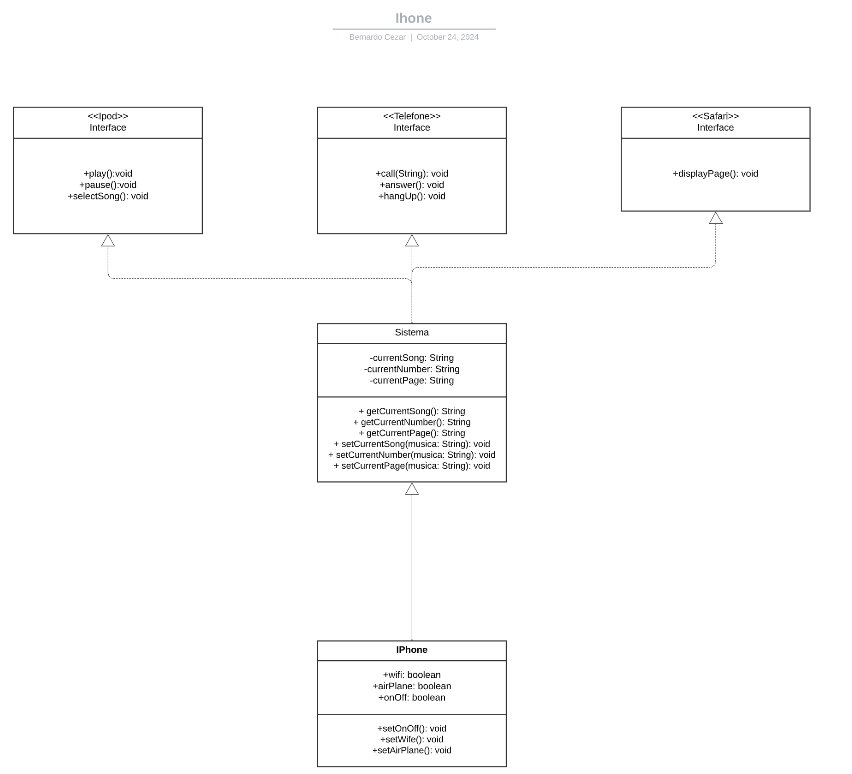 Ihone
Bernardo Cezar | October 24, 2024
<<Ipod>>
Interface
+play():void
+pause():void
+selectSong(): void
<<Telefone>>
Interface
+call(String): void
+answer(): void
+hangUp(): void
<<Safari>>
Interface
+displayPage(): void
Sistema
-currentSong: String
-currentNumber: String
-currentPage: String
+ getCurrentSong(): String
+ getCurrentNumber(): String
+ getCurrentPage(): String
+ setCurrentSong(musica: String): void
+ setCurrentNumber(musica: String): void
+ setCurrentPage(musica: String): void
IPhone
+wifi: boolean
+airPlane: boolean
+onOff: boolean
+setOnOff(): void
+setWife(): void
+setAirPlane(): void